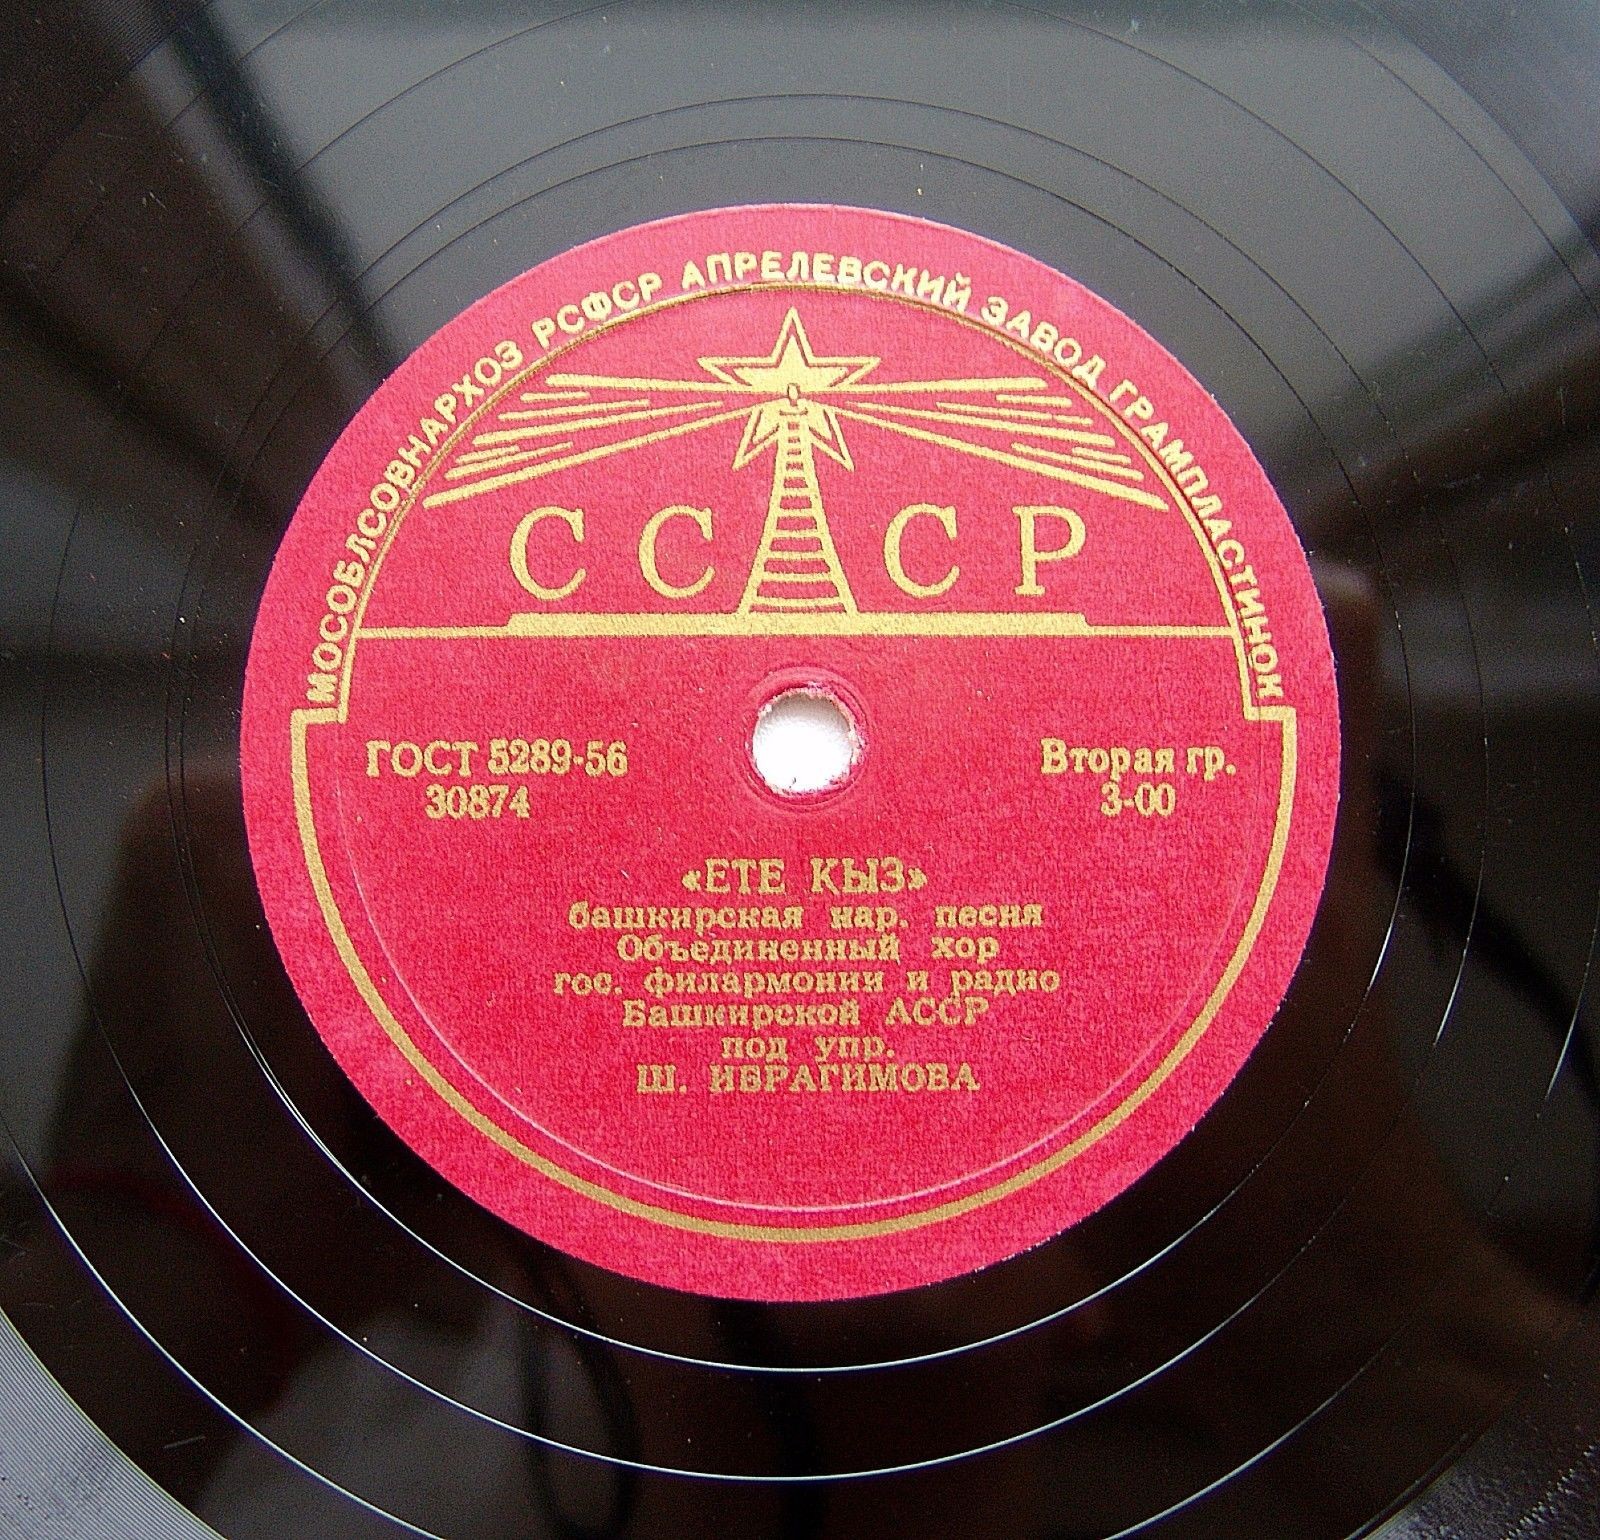 МОСОБЛСОВНАРХОЗ РСФСР АПРЕЛЕВСКИЙ ЗАВОД ГРАМПЛАСТИНОК
СССР
ГОСТ 5289-56
30874
Вторая гр.
3-00
«ЕТЕ КЫЗ»
башкирская нар. песня
Объединенный хор
гос. филармонии и радио
Башкирской АССР
под упр.
Ш. ИБРАГИМОВА